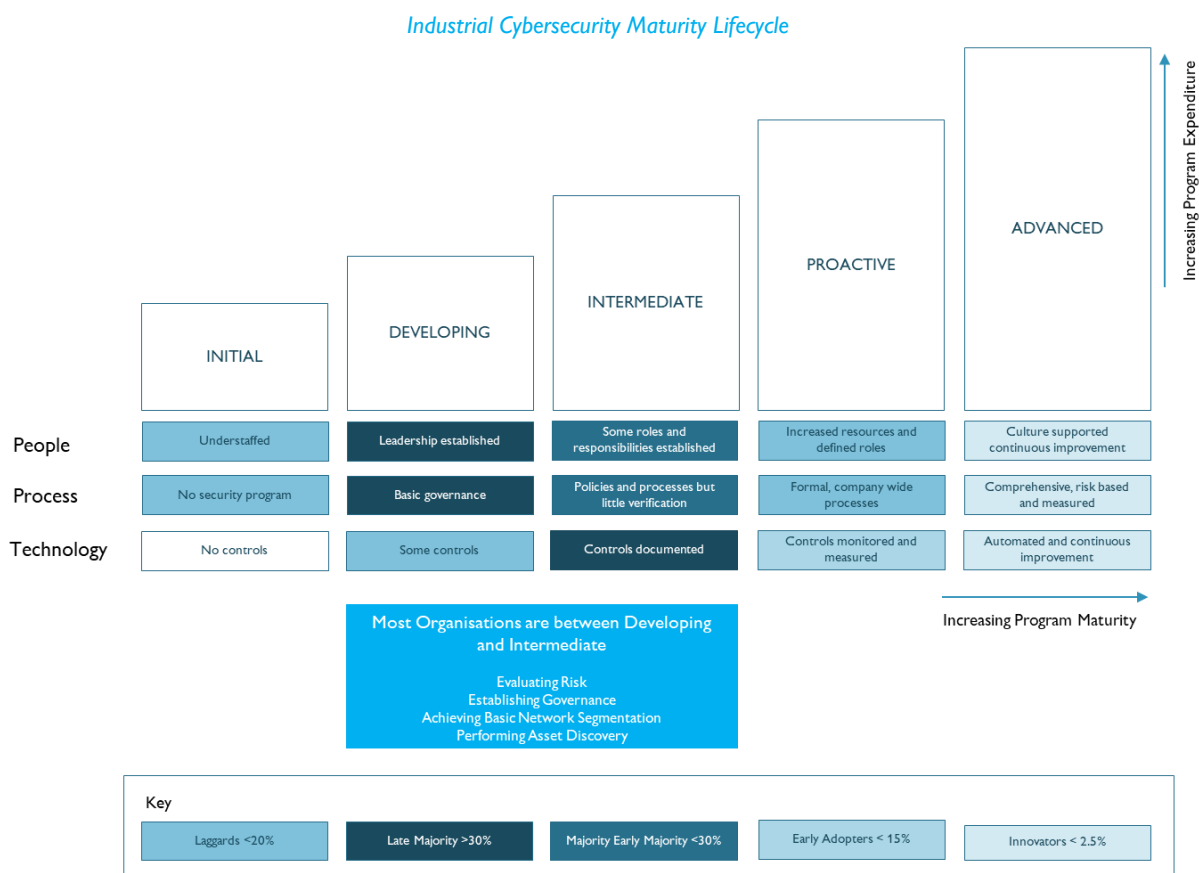 Industrial Cybersecurity Maturity Lifecycle
Increasing Program Expenditure
ADVANCED
PROACTIVE
INTERMEDIATE
DEVELOPING
INITIAL
People
Understaffed
Leadership established
Some roles and
responsibilities established
Increased resources and
defined roles
Culture supported
continuous improvement
Process
No security program
Basic governance
Policies and processes but
little verification
Formal, company wide
processes
Comprehensive, risk based
and measured
Technology
No controls
Some controls
Controls documented
Controls monitored and
measured
Automated and continuous
improvement
Increasing Program Maturity
Most Organisations are between Developing
and Intermediate
Evaluating Risk
Establishing Governance
Achieving Basic Network Segmentation
Performing Asset Discovery
Key
Laggards <20%
Late Majority >30%
Majority Early Majority <30%
Early Adopters < 15%
Innovators < 2.5%